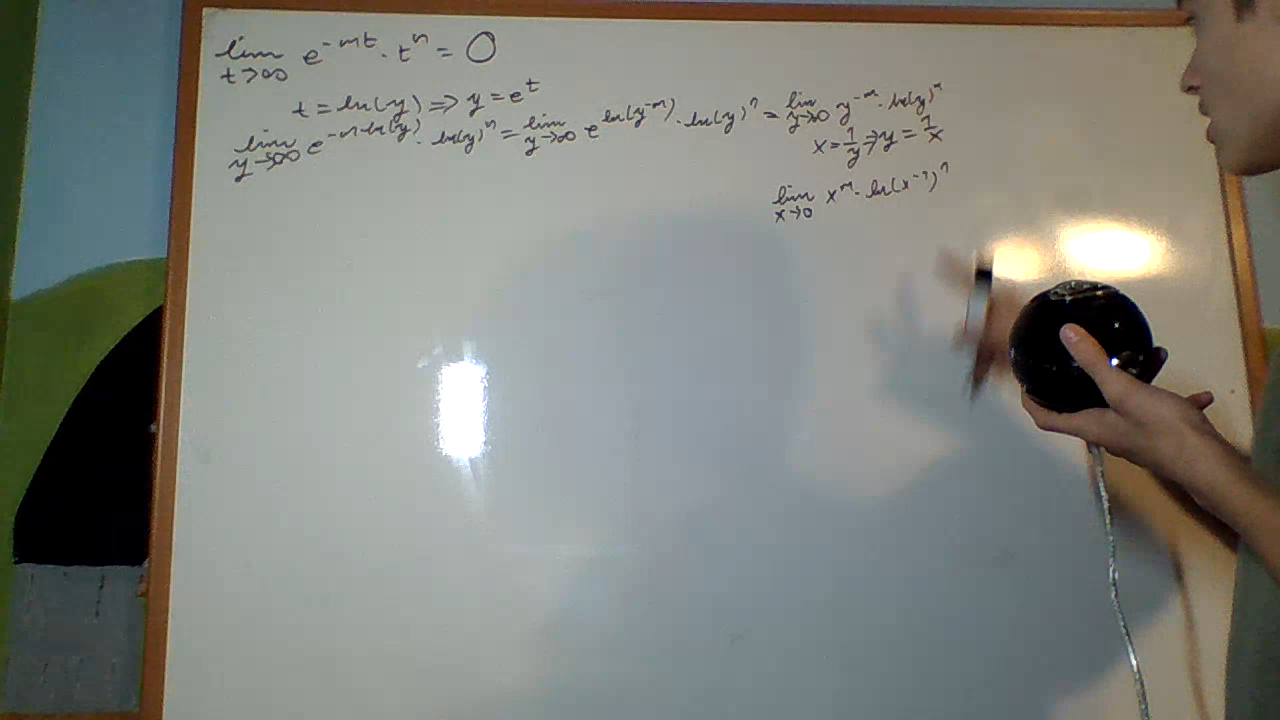 lim t→∞ e^{-mt} · t^n = 0
t = ln(y) ⇒ y = e^t
lim y→∞ e^{-m·ln(y)} · ln(y)^n = lim y→∞ e^{ln(y^{-m})} · ln(y)^n = lim y→∞ y^{-m} · ln(y)^n
x = 1/y ⇒ y = 1/x
lim x→0 x^m · ln(x^{-1})^n